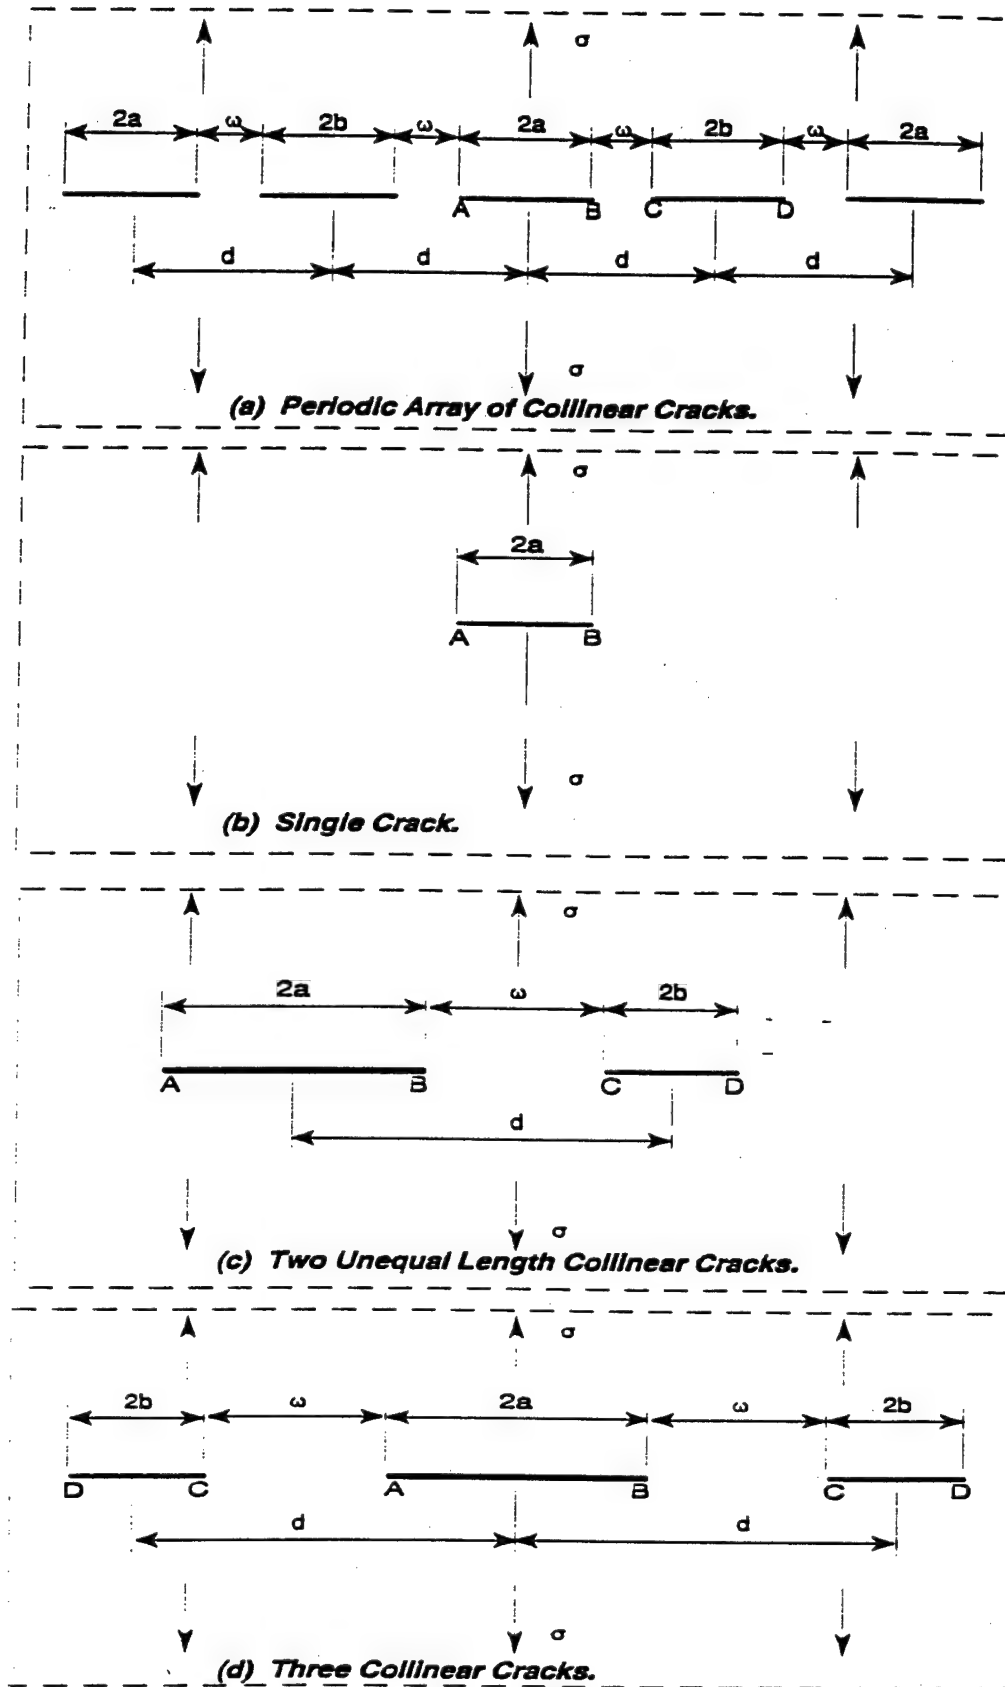 σ
2a ω 2b ω 2a ω 2b ω 2a
A B C D
d d d d
σ
(a) Periodic Array of Collinear Cracks.
σ
2a
A B
σ
(b) Single Crack.
σ
2a ω 2b
A B C D
d
σ
(c) Two Unequal Length Collinear Cracks.
σ
2b ω 2a ω 2b
D C A B C D
d d
σ
(d) Three Collinear Cracks.